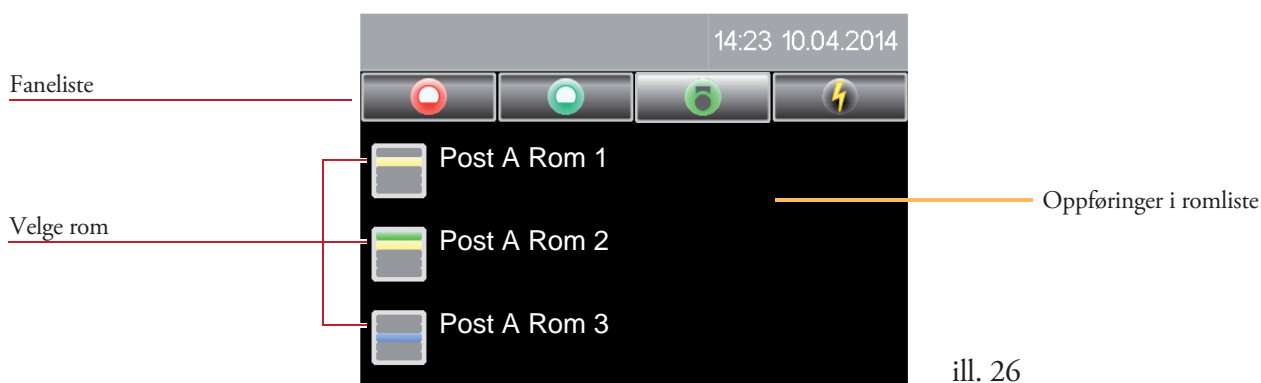 14:23 10.04.2014
Faneliste
Post A Rom 1
Oppføringer i romliste
Velge rom
Post A Rom 2
Post A Rom 3
ill. 26